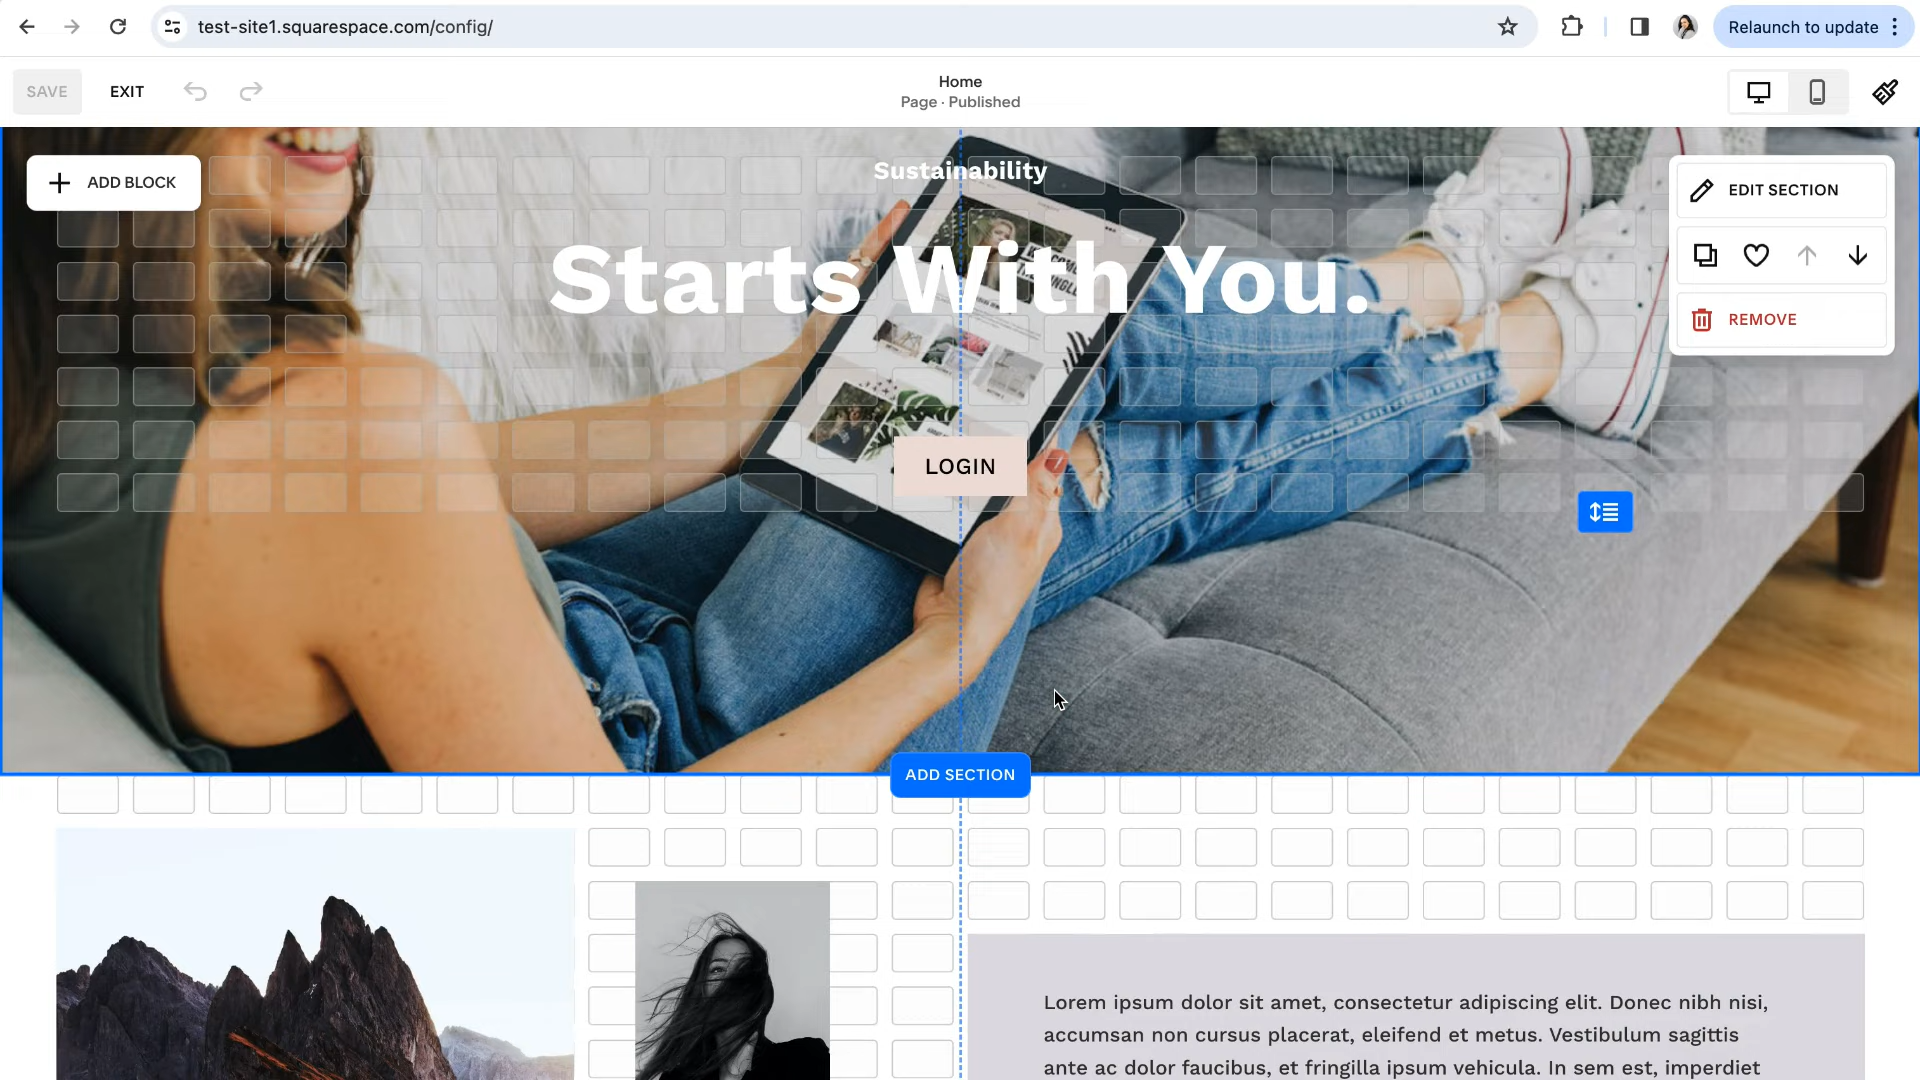 test-site1.squarespace.com/config/
Relaunch to update
SAVE
EXIT
Home
Page · Published
ADD BLOCK
Sustainability
Starts With You.
EDIT SECTION
REMOVE
LOGIN
ADD SECTION
Lorem ipsum dolor sit amet, consectetur adipiscing elit. Donec nibh nisi,
accumsan non cursus placerat, eleifend et metus. Vestibulum sagittis
ante ac dolor faucibus, et fringilla ipsum vehicula. In sem est, imperdiet